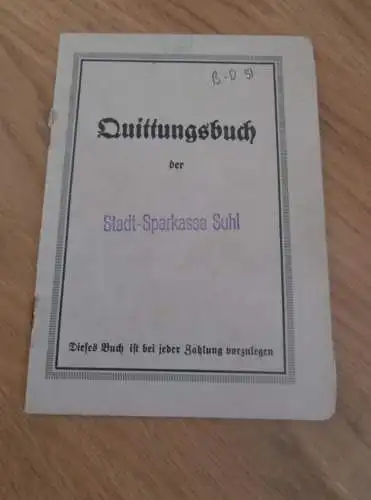 B-D 51
Quittungsbuch
der
Stadt-Sparkasse Suhl
Dieses Buch ist bei jeder Zahlung vorzulegen